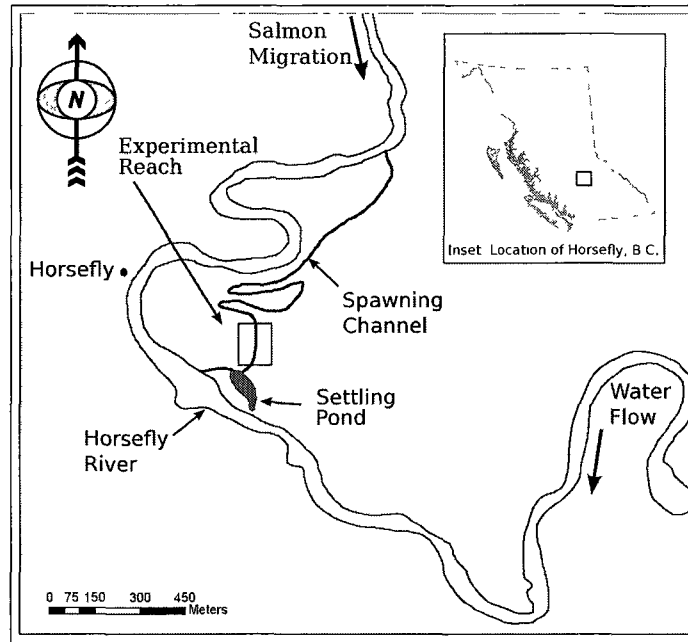 Salmon
Migration
N
Experimental
Reach
Inset Location of Horsefly, B C.
Horsefly
Spawning
Channel
Settling
Pond
Water
Flow
Horsefly
River
0 75 150 300 450
Meters